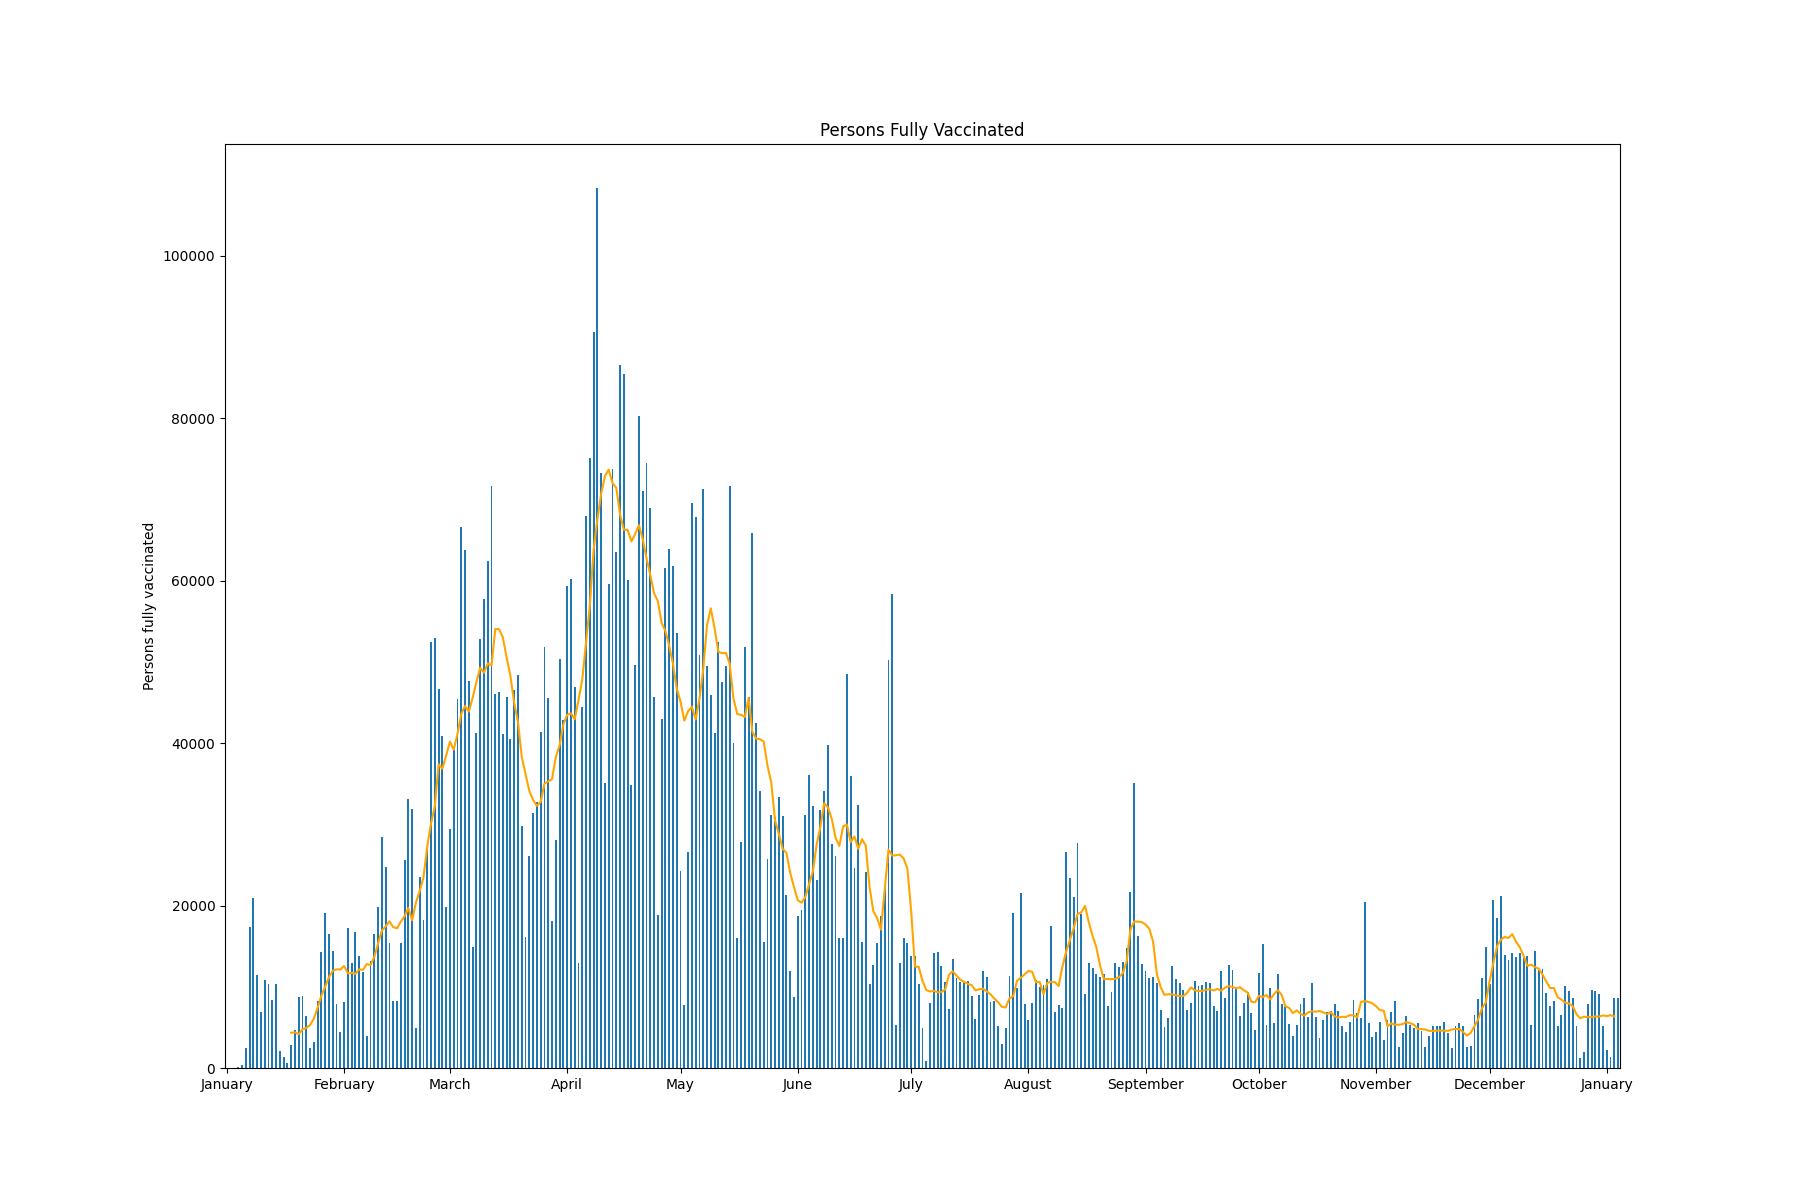 Persons Fully Vaccinated
Persons fully vaccinated
100000
80000
60000
40000
20000
0
January February March April May June July August September October November December January